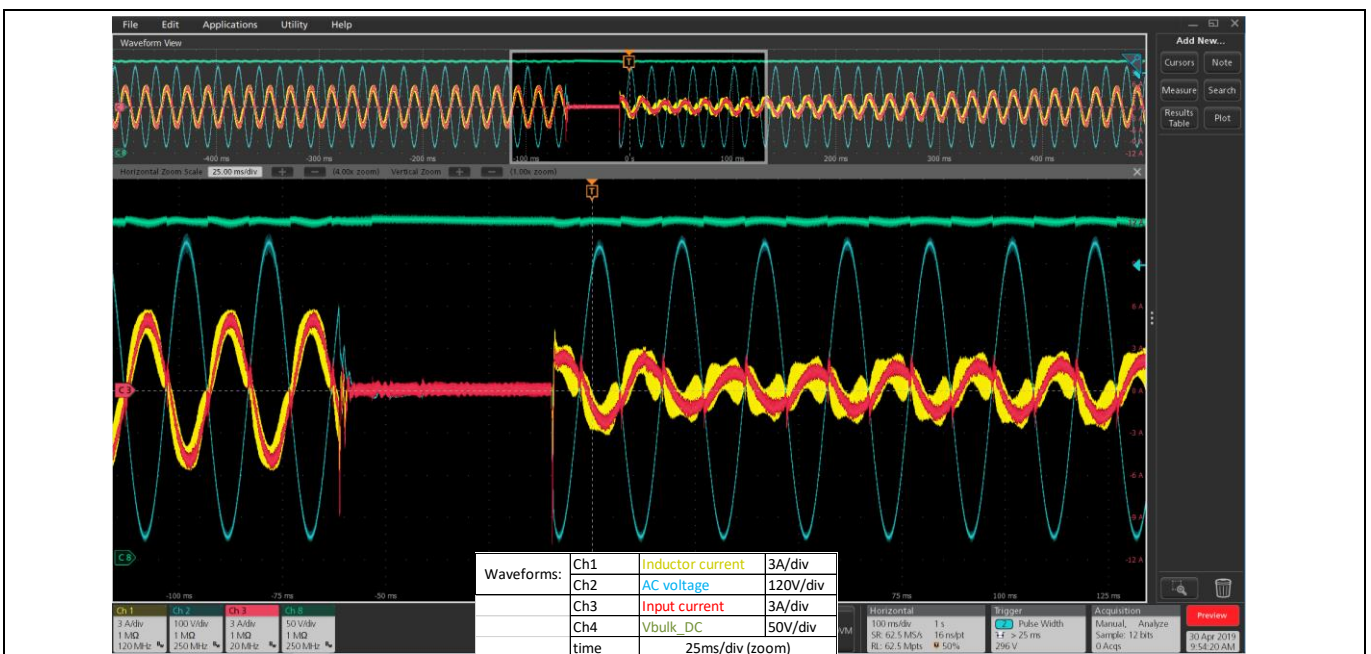 File Edit Applications Utility Help
Waveform View
Add New...
Cursors Note
Measure Search
Results Table Plot
T
C3
C8
-12 A
-400 ms -300 ms -200 ms -100 ms 0 s 100 ms 200 ms 300 ms 400 ms
Horizontal Zoom Scale 25.00 ms/div + - (4.00x zoom) Vertical Zoom + - (1.00x zoom)
T
12 A
6 A
3 A
C3 0 A
-3 A
-6 A
-9 A
C8 -12 A
-100 ms -75 ms -50 ms 75 ms 100 ms 125 ms
Waveforms: Ch1 Inductor current 3A/div
Ch2 AC voltage 120V/div
Ch3 Input current 3A/div
Ch4 Vbulk_DC 50V/div
time 25ms/div (zoom)
Ch 1
3 A/div
1 MΩ
120 MHz
Ch 2
100 V/div
1 MΩ
250 MHz
Ch 3
3 A/div
1 MΩ
20 MHz
Ch 8
50 V/div
1 MΩ
250 MHz
VM
Horizontal
100 ms/div 1 s
SR: 62.5 MS/s 16 ns/pt
RL: 62.5 Mpts 50%
Trigger
2 Pulse Width
> 25 ms
296 V
Acquisition
Manual, Analyze
Sample: 12 bits
0 Acqs
Preview
30 Apr 2019
9:54:20 AM